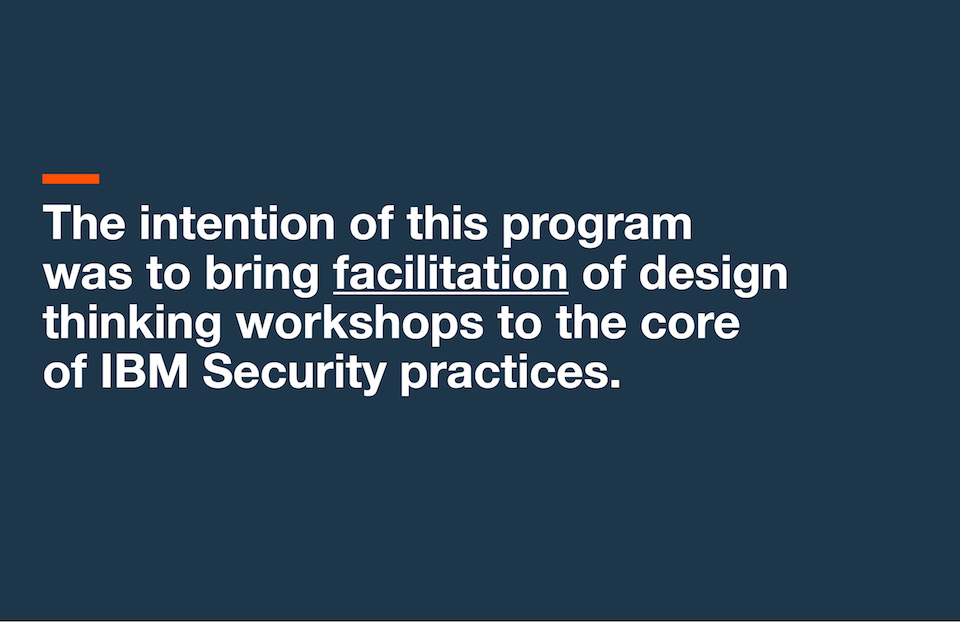 The intention of this program
was to bring facilitation of design
thinking workshops to the core
of IBM Security practices.